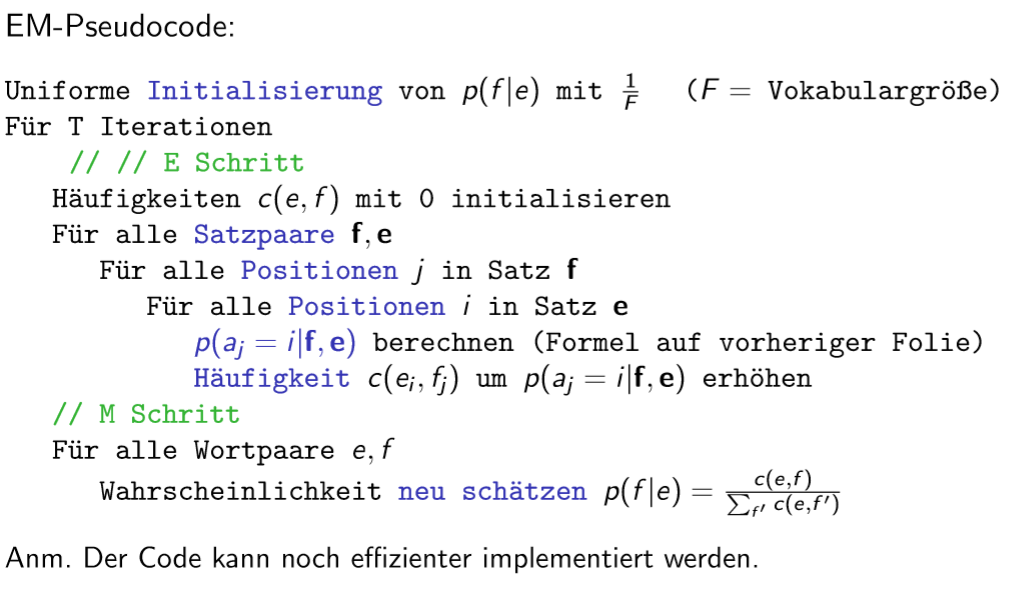 EM-Pseudocode:
Uniforme Initialisierung von p(f|e) mit 1/F (F = Vokabulargröße)
Für T Iterationen
// // E Schritt
Häufigkeiten c(e, f) mit 0 initialisieren
Für alle Satzpaare f, e
Für alle Positionen j in Satz f
Für alle Positionen i in Satz e
p(a_j = i|f, e) berechnen (Formel auf vorheriger Folie)
Häufigkeit c(e_i, f_j) um p(a_j = i|f, e) erhöhen
// M Schritt
Für alle Wortpaare e, f
Wahrscheinlichkeit neu schätzen p(f|e) = c(e,f) / ∑_f' c(e,f')
Anm. Der Code kann noch effizienter implementiert werden.